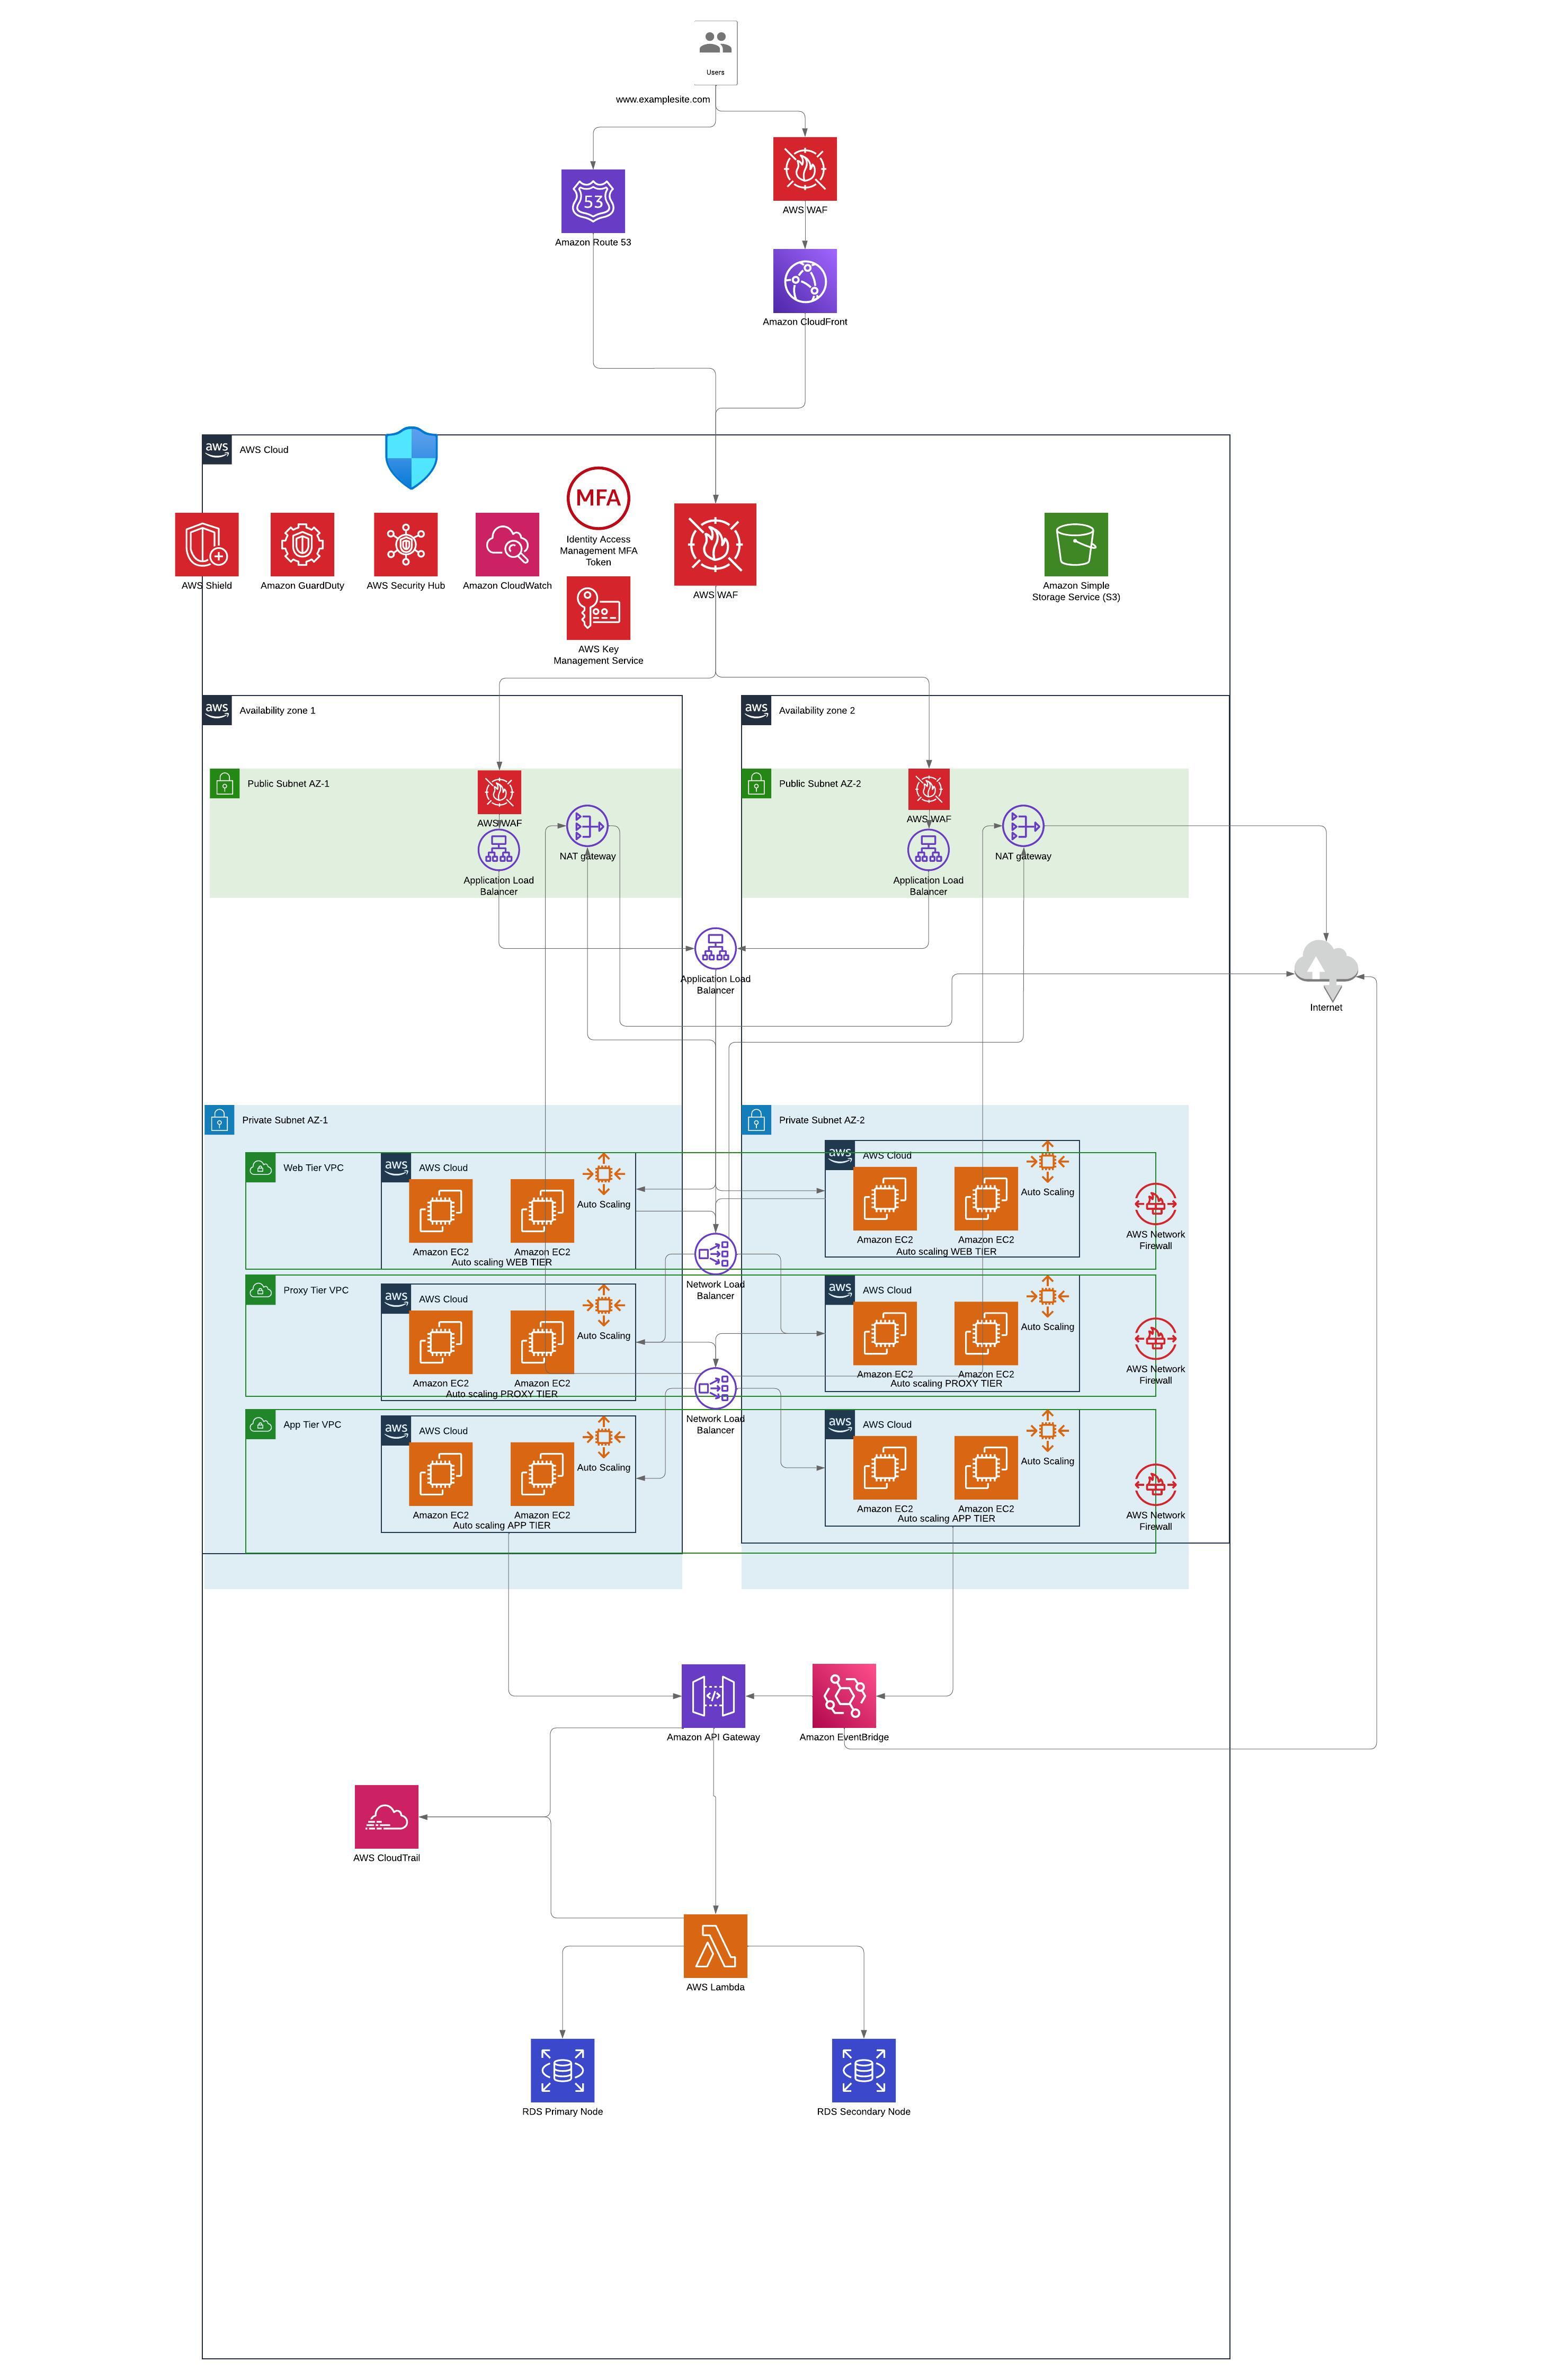 Users
www.examplesite.com
AWS WAF
53
Amazon Route 53
Amazon CloudFront
aws
AWS Cloud
MFA
Identity Access
Management MFA
Token
AWS Shield
Amazon GuardDuty
AWS Security Hub
Amazon CloudWatch
AWS WAF
Amazon Simple
Storage Service (S3)
AWS Key
Management Service
aws
Availability zone 1
aws
Availability zone 2
Public Subnet AZ-1
Public Subnet AZ-2
AWS WAF
AWS WAF
NAT gateway
NAT gateway
Application Load
Balancer
Application Load
Balancer
Application Load
Balancer
Internet
Private Subnet AZ-1
Private Subnet AZ-2
Web Tier VPC
aws
AWS Cloud
Auto Scaling
Amazon EC2
Amazon EC2
Auto scaling WEB TIER
aws
AWS Cloud
Auto Scaling
Amazon EC2
Amazon EC2
Auto scaling WEB TIER
AWS Network
Firewall
Network Load
Balancer
Proxy Tier VPC
aws
AWS Cloud
Auto Scaling
Amazon EC2
Amazon EC2
Auto scaling PROXY TIER
aws
AWS Cloud
Auto Scaling
Amazon EC2
Amazon EC2
Auto scaling PROXY TIER
AWS Network
Firewall
Network Load
Balancer
App Tier VPC
aws
AWS Cloud
Auto Scaling
Amazon EC2
Amazon EC2
Auto scaling APP TIER
aws
AWS Cloud
Auto Scaling
Amazon EC2
Amazon EC2
Auto scaling APP TIER
AWS Network
Firewall
</>
Amazon API Gateway
Amazon EventBridge
AWS CloudTrail
AWS Lambda
RDS Primary Node
RDS Secondary Node